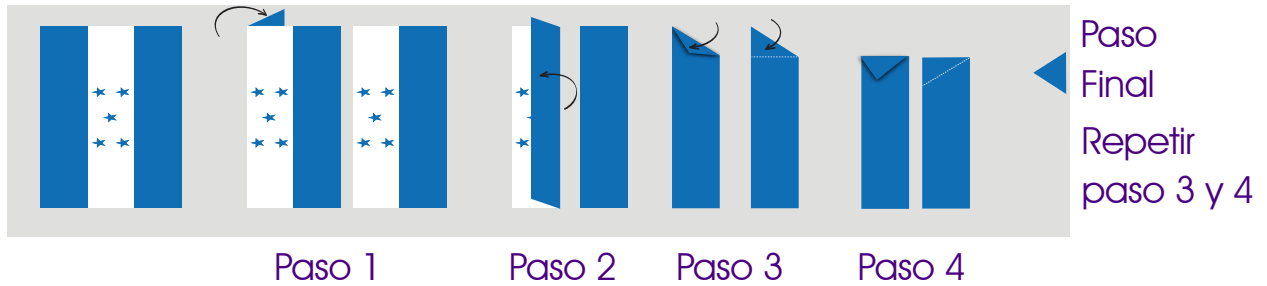 Paso 1
Paso 2
Paso 3
Paso 4
Paso
Final
Repetir
paso 3 y 4